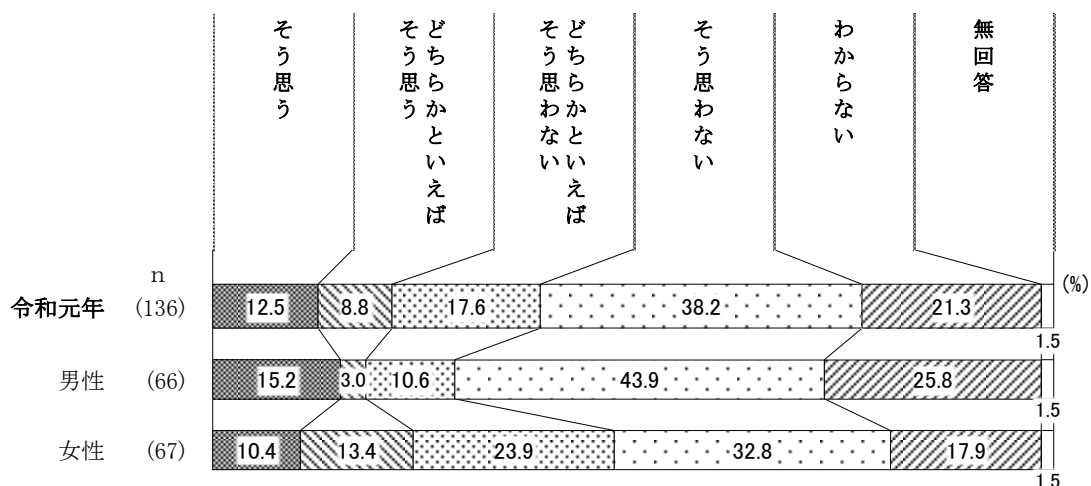 そう思う
どちらかといえば
そう思う
どちらかといえば
そう思わない
そう思わない
わからない
無回答
n
(%)
令和元年 (136) 12.5 8.8 17.6 38.2 21.3
1.5
男性 (66) 15.2 3.0 10.6 43.9 25.8
1.5
女性 (67) 10.4 13.4 23.9 32.8 17.9
1.5